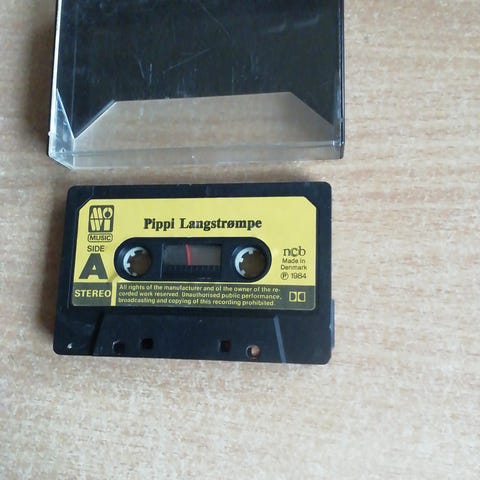 MOWI
MUSIC
SIDE
A
STEREO
Pippi Langstrømpe
ncb
Made in
Denmark
Ⓟ 1984
All rights of the manufacturer and of the owner of the re-
corded work reserved. Unauthorised public performance,
broadcasting and copying of this recording prohibited.